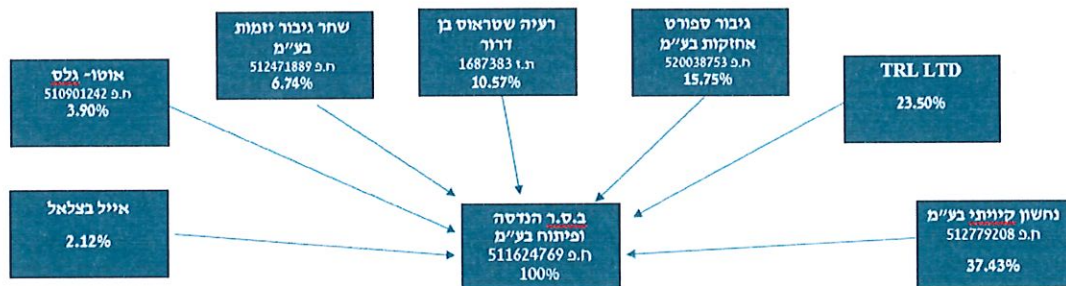 אוטו- גלס
ח.פ 510901242
3.90%
שחר גיבור יזמות
בע״מ
ח.פ 512471889
6.74%
רעיה שטראוס בן
דרור
ת.ז 1687383
10.57%
גיבור ספורט
אחזקות בע״מ
ח.פ 520038753
15.75%
TRL LTD
23.50%
אייל בצלאל
2.12%
ב.ס.ר הנדסה
ופיתוח בע״מ
ח.פ 511624769
100%
נחשון קיויתי בע״מ
ח.פ 512779208
37.43%